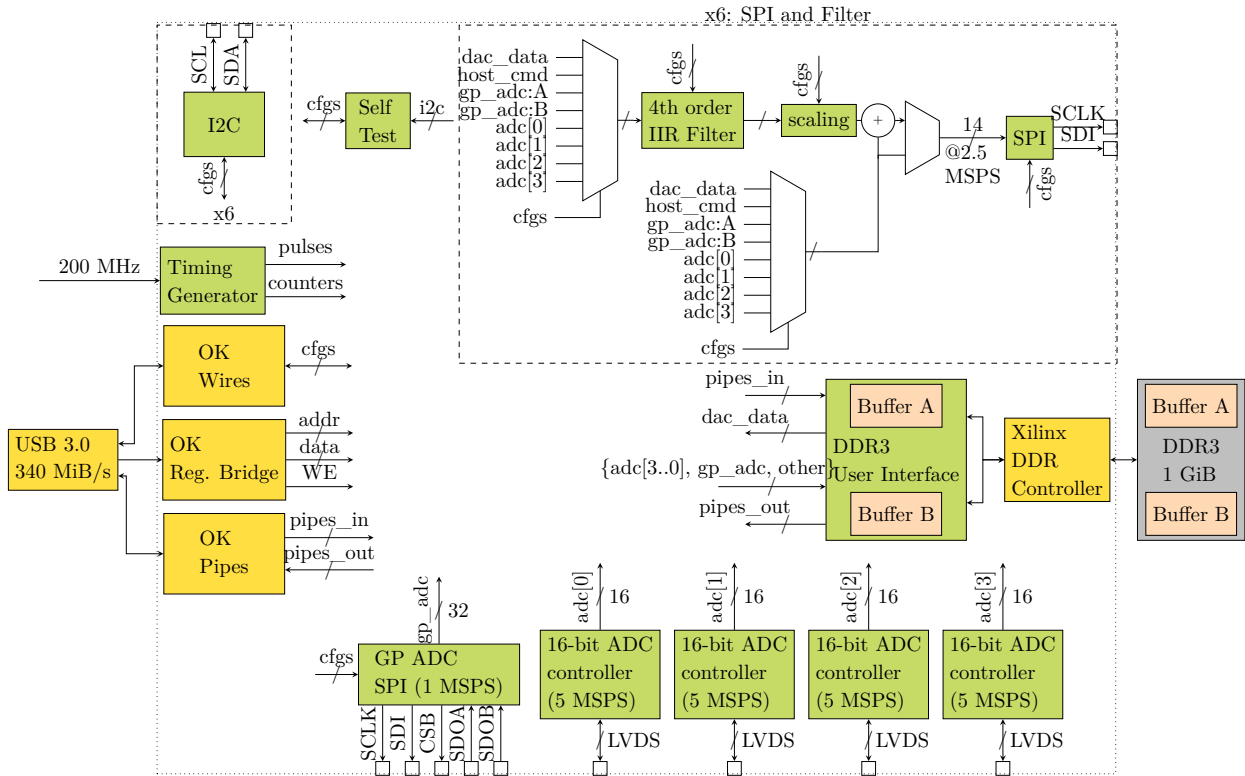 x6: SPI and Filter
SCL
SDA
I2C
cfgs
x6
cfgs
Self
Test
i2c
dac_data
host_cmd
gp_adc:A
gp_adc:B
adc[0]
adc[1]
adc[2]
adc[3]
cfgs
cfgs
4th order
IIR Filter
cfgs
scaling
+
14
@2.5
MSPS
SPI
cfgs
SCLK
SDI
dac_data
host_cmd
gp_adc:A
gp_adc:B
adc[0]
adc[1]
adc[2]
adc[3]
cfgs
200 MHz
Timing
Generator
pulses
counters
OK
Wires
cfgs
USB 3.0
340 MiB/s
OK
Reg. Bridge
addr
data
WE
OK
Pipes
pipes_in
pipes_out
pipes_in
dac_data
{adc[3..0], gp_adc, other}
pipes_out
Buffer A
DDR3
User Interface
Buffer B
Xilinx
DDR
Controller
Buffer A
DDR3
1 GiB
Buffer B
cfgs
gp_adc
32
GP ADC
SPI (1 MSPS)
SCLK
SDI
CSB
SDOA
SDOB
adc[0]
16
16-bit ADC
controller
(5 MSPS)
LVDS
adc[1]
16
16-bit ADC
controller
(5 MSPS)
LVDS
adc[2]
16
16-bit ADC
controller
(5 MSPS)
LVDS
adc[3]
16
16-bit ADC
controller
(5 MSPS)
LVDS